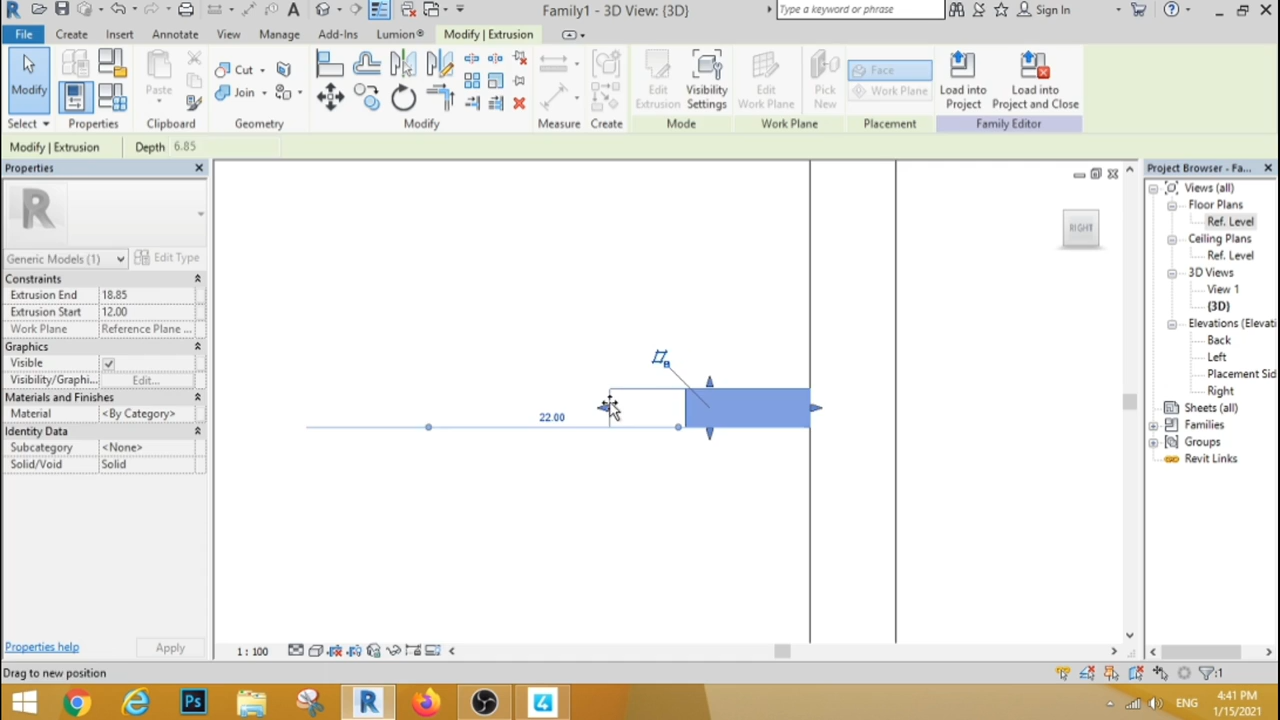 Family1 - 3D View: {3D}
Type a keyword or phrase
Sign In
File
Create
Insert
Annotate
View
Manage
Add-Ins
Lumion®
Modify | Extrusion
Modify
Paste
Cut
Join
Edit
Extrusion
Visibility
Settings
Edit
Work Plane
Pick
New
Face
Work Plane
Load into
Project
Load into
Project and Close
Select
Properties
Clipboard
Geometry
Modify
Measure
Create
Mode
Work Plane
Placement
Family Editor
Modify | Extrusion
Depth 6.85
Properties
Generic Models (1)
Edit Type
Constraints
Extrusion End 18.85
Extrusion Start 12.00
Work Plane Reference Plane ...
Graphics
Visible
Visibility/Graphi... Edit...
Materials and Finishes
Material <By Category>
Identity Data
Subcategory <None>
Solid/Void Solid
Properties help
Apply
22.00
RIGHT
1 : 100
Project Browser - Fa...
Views (all)
Floor Plans
Ref. Level
Ceiling Plans
Ref. Level
3D Views
View 1
(3D)
Elevations (Elevati
Back
Left
Placement Sid
Right
Sheets (all)
Families
Groups
Revit Links
Drag to new position
:1
Ps
R
4
ENG
4:41 PM
1/15/2021